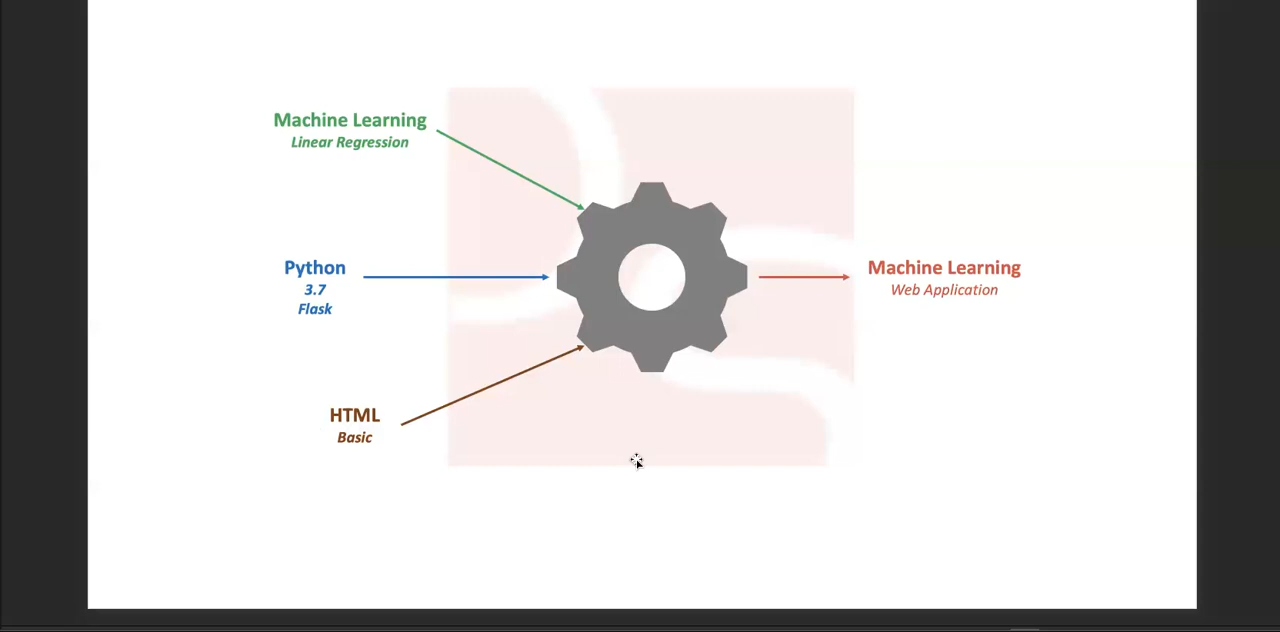 Machine Learning
Linear Regression
Python
3.7
Flask
HTML
Basic
Machine Learning
Web Application